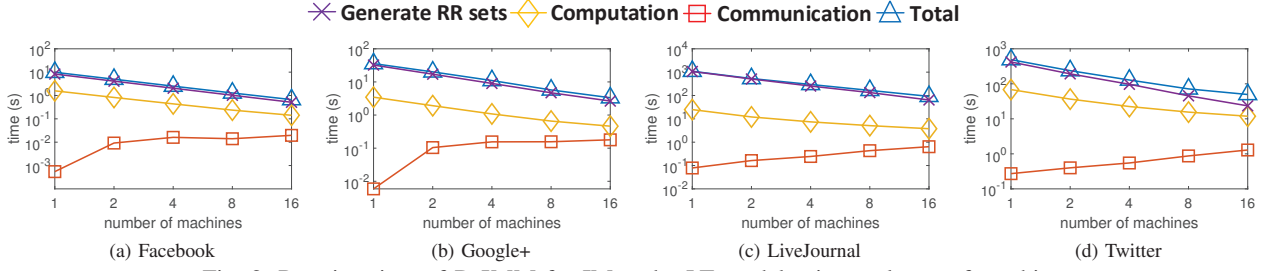 Generate RR sets Computation Communication Total
10^2
10^1
10^0
10^-1
10^-2
10^-3
time (s)
1 2 4 8 16
number of machines
(a) Facebook
10^2
10^1
10^0
10^-1
10^-2
time (s)
1 2 4 8 16
number of machines
(b) Google+
10^4
10^3
10^2
10^1
10^0
10^-1
10^-2
time (s)
1 2 4 8 16
number of machines
(c) LiveJournal
10^3
10^2
10^1
10^0
10^-1
time (s)
1 2 4 8 16
number of machines
(d) Twitter